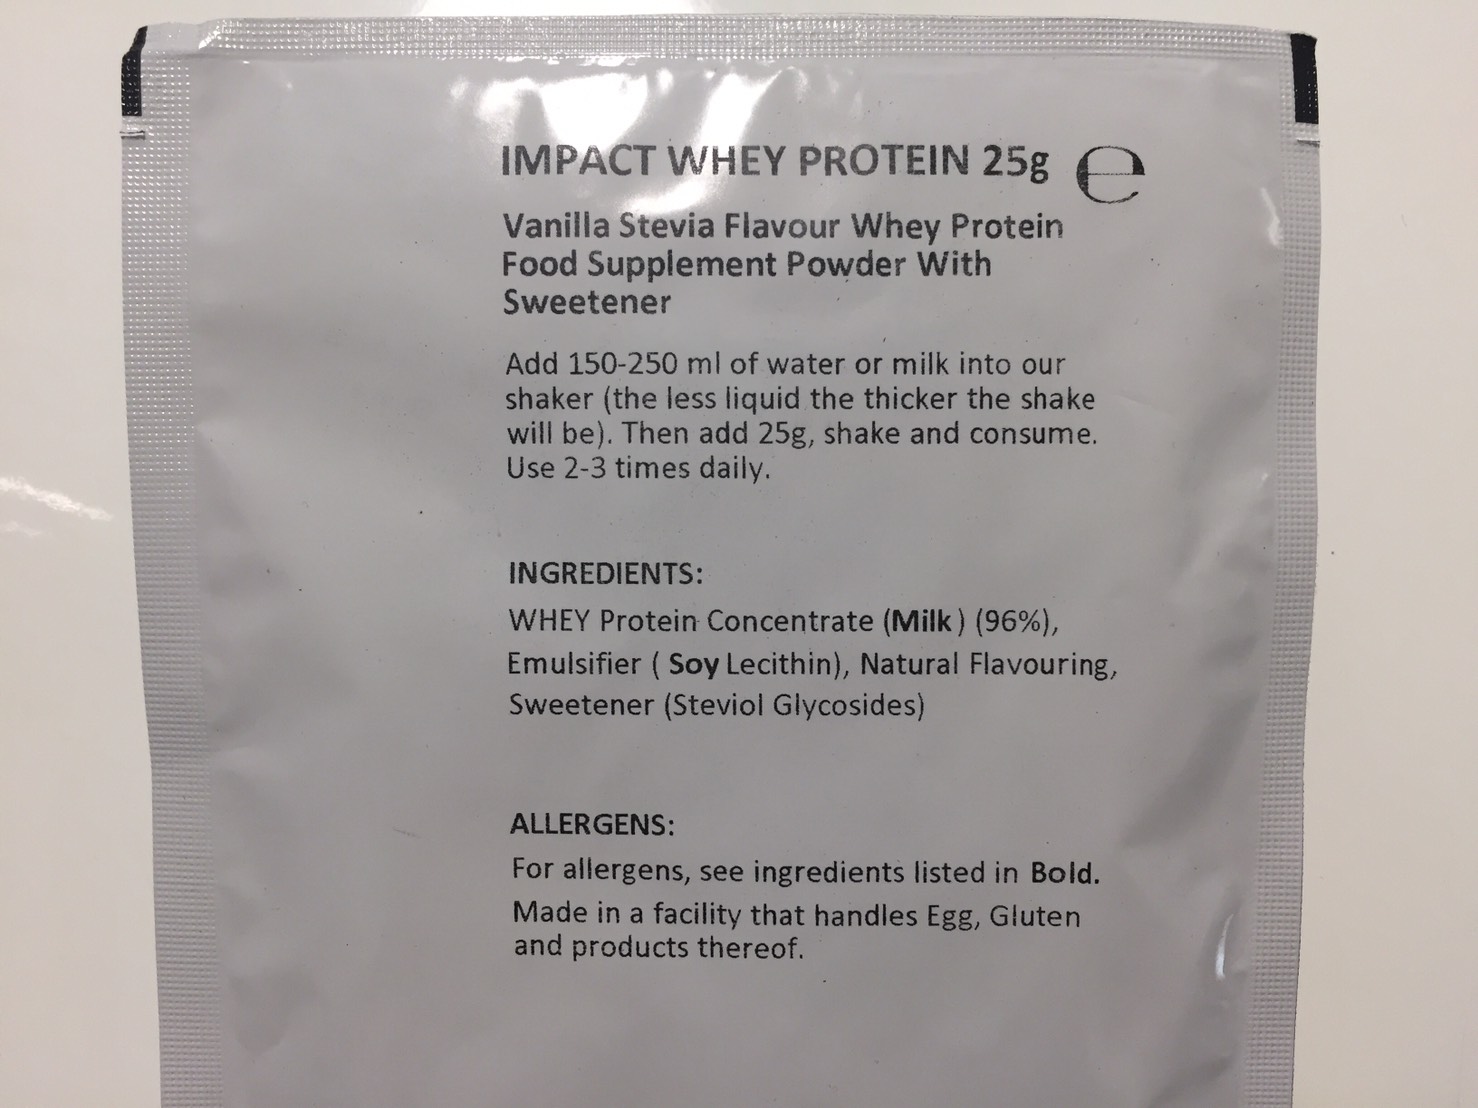 IMPACT WHEY PROTEIN 25g ℮
Vanilla Stevia Flavour Whey Protein
Food Supplement Powder With
Sweetener
Add 150-250 ml of water or milk into our
shaker (the less liquid the thicker the shake
will be). Then add 25g, shake and consume.
Use 2-3 times daily.
INGREDIENTS:
WHEY Protein Concentrate (Milk) (96%),
Emulsifier ( Soy Lecithin), Natural Flavouring,
Sweetener (Steviol Glycosides)
ALLERGENS:
For allergens, see ingredients listed in Bold.
Made in a facility that handles Egg, Gluten
and products thereof.